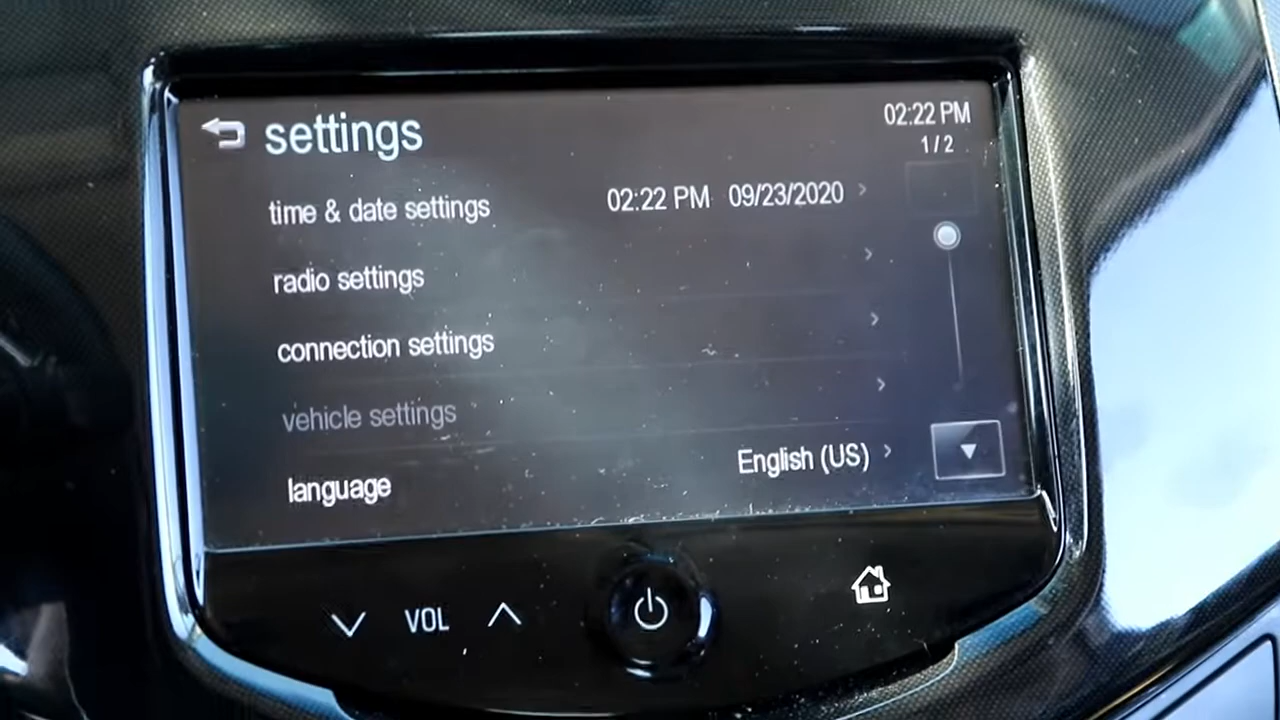 settings
02:22 PM
1/2
time & date settings 02:22 PM 09/23/2020
radio settings
connection settings
vehicle settings
language English (US)
VOL